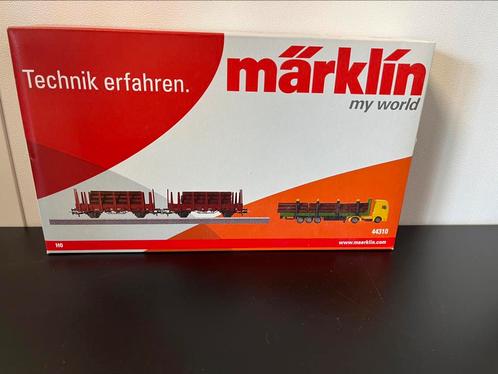 Technik erfahren.
märklin
my world
44310
H0
www.maerklin.com